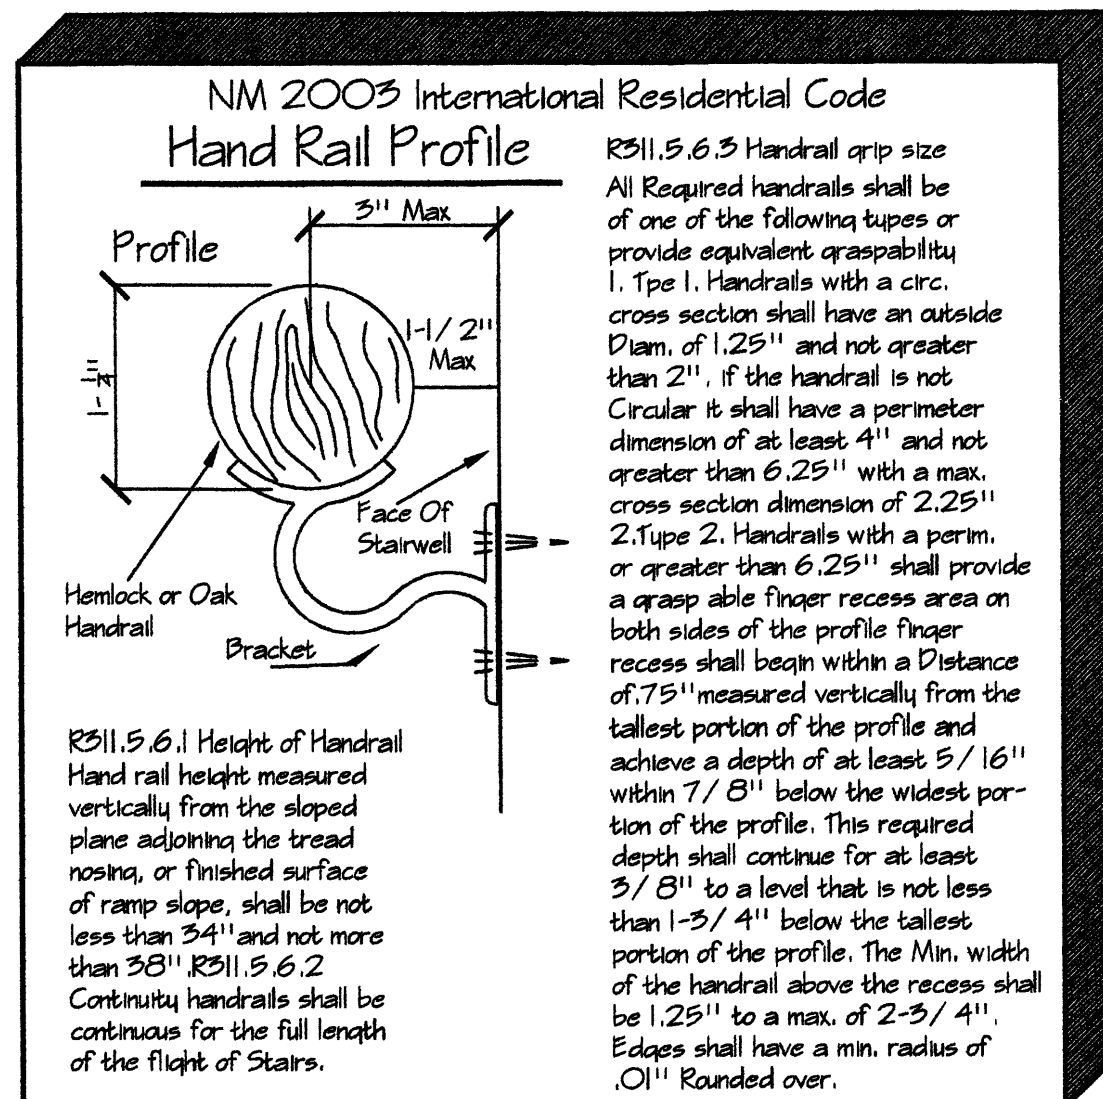 NM 2003 International Residential Code
Hand Rail Profile
3" Max
Profile
1-1/2"
Max
1-1/4"
Face Of
Stairwell
Hemlock or Oak
Handrail
Bracket
R311.5.6.1 Height of Handrail
Hand rail height measured
vertically from the sloped
plane adjoining the tread
nosing, or finished surface
of ramp slope, shall be not
less than 34" and not more
than 38".R311.5.6.2
Continuity handrails shall be
continuous for the full length
of the flight of Stairs.
R311.5.6.3 Handrail grip size
All Required handrails shall be
of one of the following types or
provide equivalent graspability
1. Tpe 1. Handrails with a circ.
cross section shall have an outside
Diam. of 1.25" and not greater
than 2". if the handrail is not
Circular it shall have a perimeter
dimension of at least 4" and not
greater than 6.25" with a max.
cross section dimension of 2.25"
2.Type 2. Handrails with a perim.
or greater than 6.25" shall provide
a grasp able finger recess area on
both sides of the profile finger
recess shall begin within a Distance
of.75"measured vertically from the
tallest portion of the profile and
achieve a depth of at least 5/16"
within 7/8" below the widest por-
tion of the profile. This required
depth shall continue for at least
3/8" to a level that is not less
than 1-3/4" below the tallest
portion of the profile. The Min. width
of the handrail above the recess shall
be 1.25" to a max. of 2-3/4".
Edges shall have a min. radius of
.01" Rounded over.